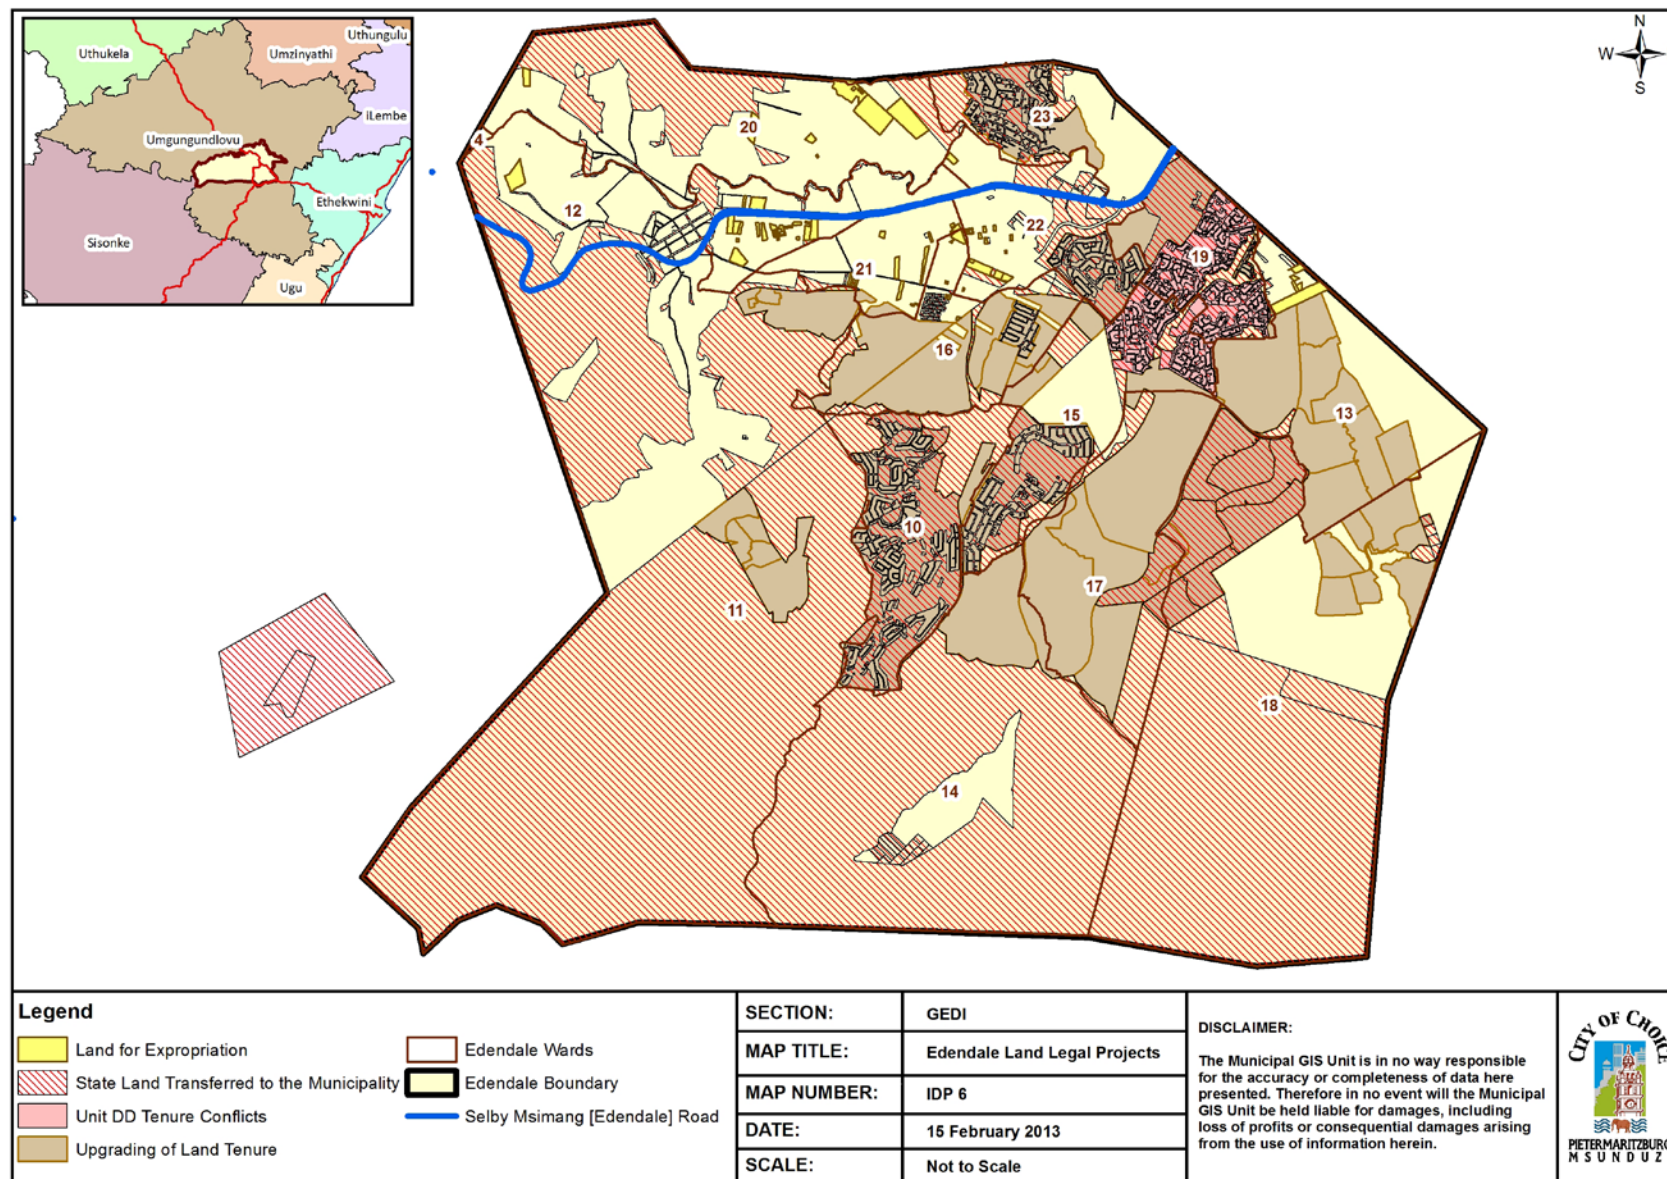 Uthungulu
Uthukela
Umzinyathi
iLembe
Umgungundlovu
Ethekwini
Sisonke
Ugu
N
W E
S
23
20
4
12
22
19
21
16
15
13
10
17
11
18
14
Legend
Land for Expropriation
State Land Transferred to the Municipality
Unit DD Tenure Conflicts
Upgrading of Land Tenure
Edendale Wards
Edendale Boundary
Selby Msimang [Edendale] Road
SECTION: GEDI
MAP TITLE: Edendale Land Legal Projects
MAP NUMBER: IDP 6
DATE: 15 February 2013
SCALE: Not to Scale
DISCLAIMER:
The Municipal GIS Unit is in no way responsible
for the accuracy or completeness of data here
presented. Therefore in no event will the Municipal
GIS Unit be held liable for damages, including
loss of profits or consequential damages arising
from the use of information herein.
CITY OF CHOICE
PIETERMARITZBURG
MSUNDUZI